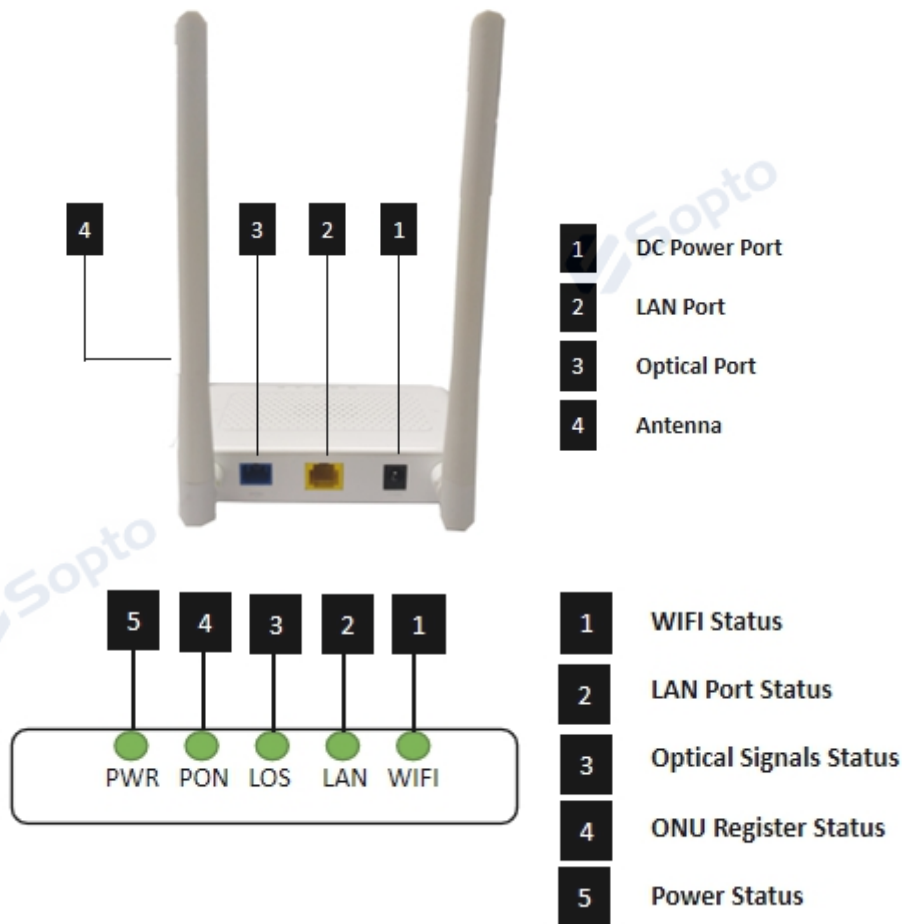 4 3 2 1
1 DC Power Port
2 LAN Port
3 Optical Port
4 Antenna
Sopto
Sopto
5 4 3 2 1
PWR PON LOS LAN WIFI
1 WIFI Status
2 LAN Port Status
3 Optical Signals Status
4 ONU Register Status
5 Power Status